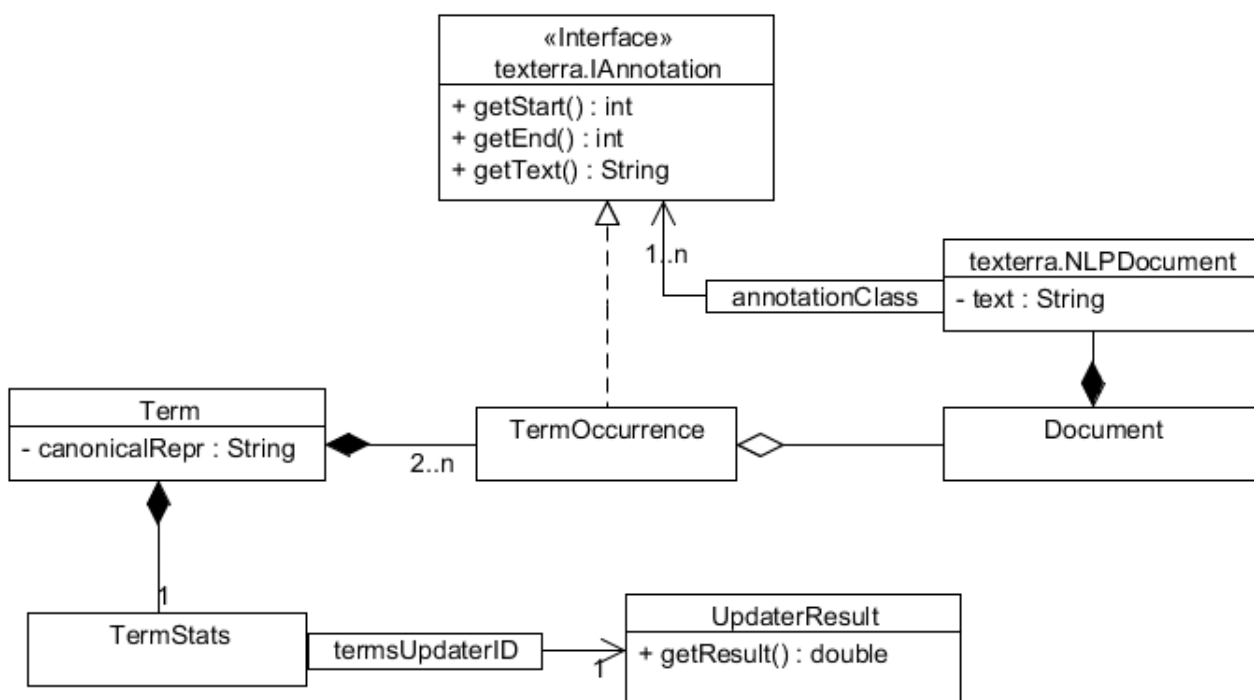 «Interface»
texterra.IAnnotation
+ getStart() : int
+ getEnd() : int
+ getText() : String
1..n
texterra.NLPDocument
- text : String
annotationClass
Term
- canonicalRepr : String
2..n
TermOccurrence
Document
1
TermStats
termsUpdaterID
1
UpdaterResult
+ getResult() : double